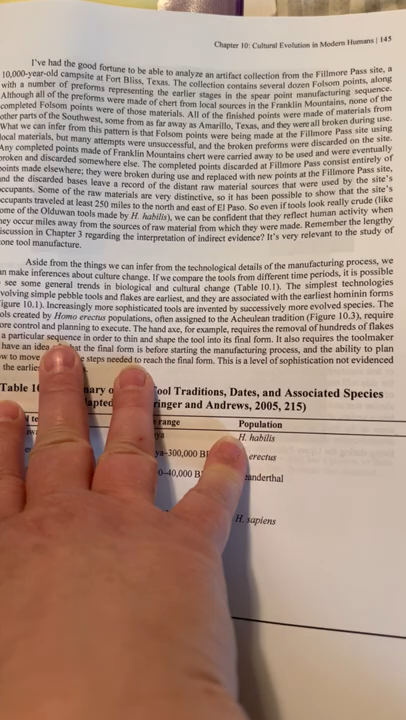 Chapter 10: Cultural Evolution in Modern Humans | 145
I've had the good fortune to be able to analyze an artifact collection from the Fillmore Pass site, a
10,000-year-old campsite at Fort Bliss, Texas. The collection contains several dozen Folsom points, along
with a number of preforms representing the earlier stages in the spear point manufacturing sequence.
Although all of the preforms were made of chert from local sources in the Franklin Mountains, none of the
completed Folsom points were of those materials. All of the finished points were made of materials from
other parts of the Southwest, some from as far away as Amarillo, Texas, and they were all broken during use.
What we can infer from this pattern is that Folsom points were being made at the Fillmore Pass site using
local materials, but many attempts were unsuccessful, and the broken preforms were discarded on the site.
Any completed points made of Franklin Mountains chert were carried away to be used and were eventually
broken and discarded somewhere else. The completed points discarded at Fillmore Pass consist entirely of
points made elsewhere; they were broken during use and replaced with new points at the Fillmore Pass site,
and the discarded bases leave a record of the distant raw material sources that were used by the site's
ccupants. Some of the raw materials are very distinctive, so it has been possible to show that the site's
ccupants traveled at least 250 miles to the north and east of El Paso. So even if tools look really crude (like
ome of the Olduwan tools made by H. habilis), we can be confident that they reflect human activity when
hey occur miles away from the sources of raw material from which they were made. Remember the lengthy
iscussion in Chapter 3 regarding the interpretation of indirect evidence? It's very relevant to the study of
one tool manufacture.
Aside from the things we can infer from the technological details of the manufacturing process, we
an make inferences about culture change. If we compare the tools from different time periods, it is possible
see some general trends in biological and cultural change (Table 10.1). The simplest technologies
volving simple pebble tools and flakes are earliest, and they are associated with the earliest hominin forms
igure 10.1). Increasingly more sophisticated tools are invented by successively more evolved species. The
ols created by Homo erectus populations, often assigned to the Acheulean tradition (Figure 10.3), require
ore control and planning to execute. The hand axe, for example, requires the removal of hundreds of flakes
a particular sequence in order to thin and shape the tool into its final form. It also requires the toolmaker
have an idea of what the final form is before starting the manufacturing process, and the ability to plan
w to move steps needed to reach the final form. This is a level of sophistication not evidenced
the earlies
Table 1 mary o ool Traditions, Dates, and Associated Species
dapted ringer and Andrews, 2005, 215)
range Population
ya H. habilis
ya-300,000 B erectus
0-40,000 B eanderthal
H. sapiens